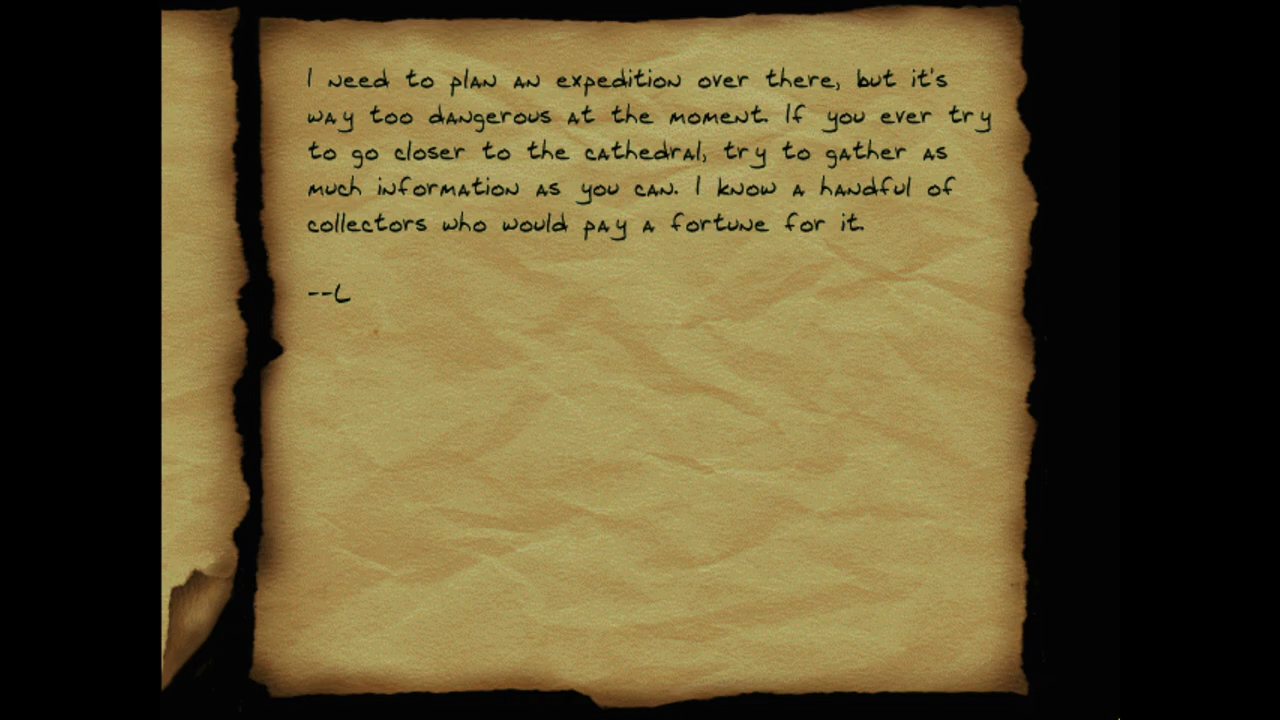 I need to plan an expedition over there, but it's
way too dangerous at the moment. If you ever try
to go closer to the cathedral, try to gather as
much information as you can. I know a handful of
collectors who would pay a fortune for it.
--L